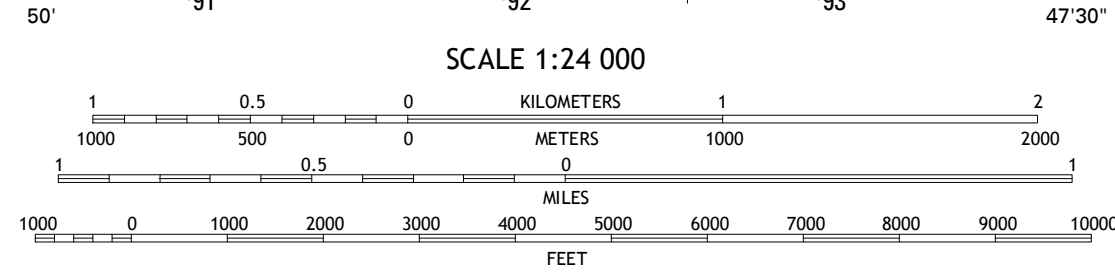 50' ⁹1 ⁹2 ⁹3 47'30"
SCALE 1:24 000
1 0.5 0 KILOMETERS 1 2
1000 500 0 METERS 1000 2000
1 0.5 0 1
MILES
1000 0 1000 2000 3000 4000 5000 6000 7000 8000 9000 10000
FEET